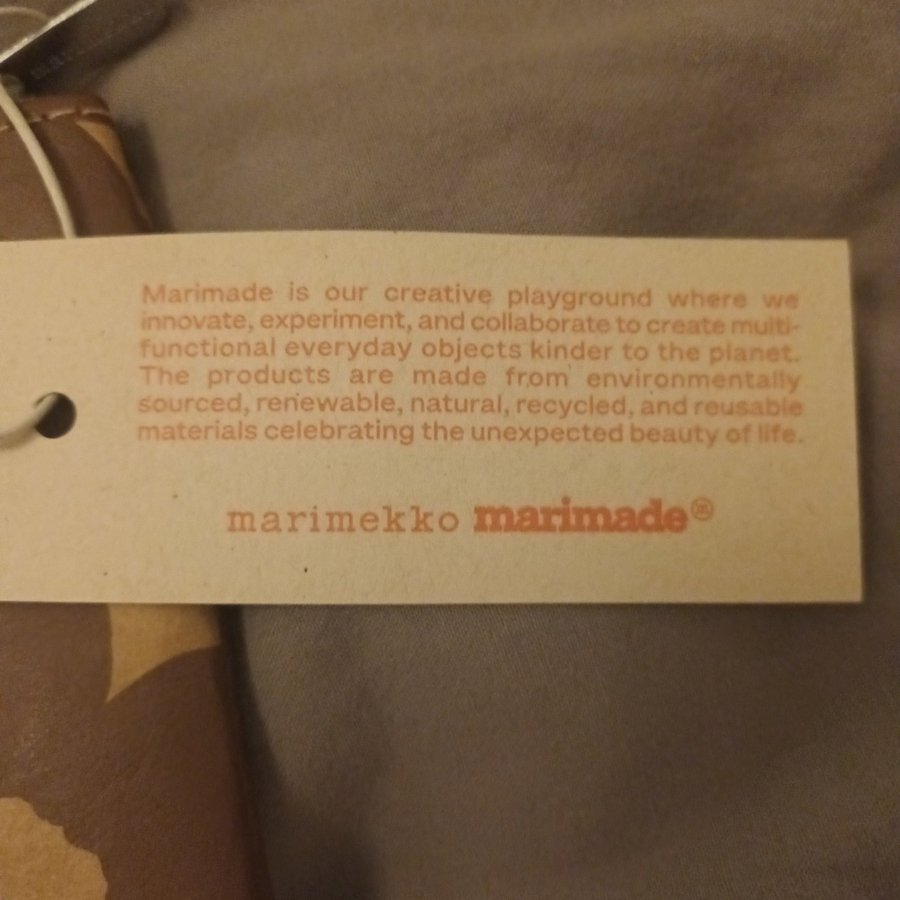 Marimade is our creative playground where we
innovate, experiment, and collaborate to create multi-
functional everyday objects kinder to the planet.
The products are made from environmentally
sourced, renewable, natural, recycled, and reusable
materials celebrating the unexpected beauty of life.
marimekko marimade